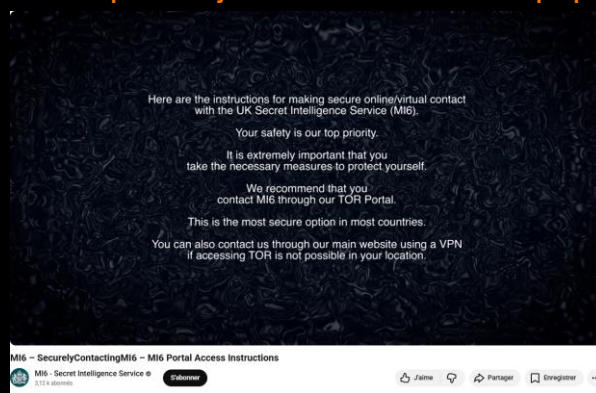 Here are the instructions for making secure online/virtual contact
with the UK Secret Intelligence Service (MI6).
Your safety is our top priority.
It is extremely important that you
take the necessary measures to protect yourself.
We recommend that you
contact MI6 through our TOR Portal.
This is the most secure option in most countries.
You can also contact us through our main website using a VPN
if accessing TOR is not possible in your location.
MI6 – SecurelyContactingMI6 – MI6 Portal Access Instructions
MI6 - Secret Intelligence Service
3,12 k abonnés
S'abonner
J'aime
Partager
Enregistrer